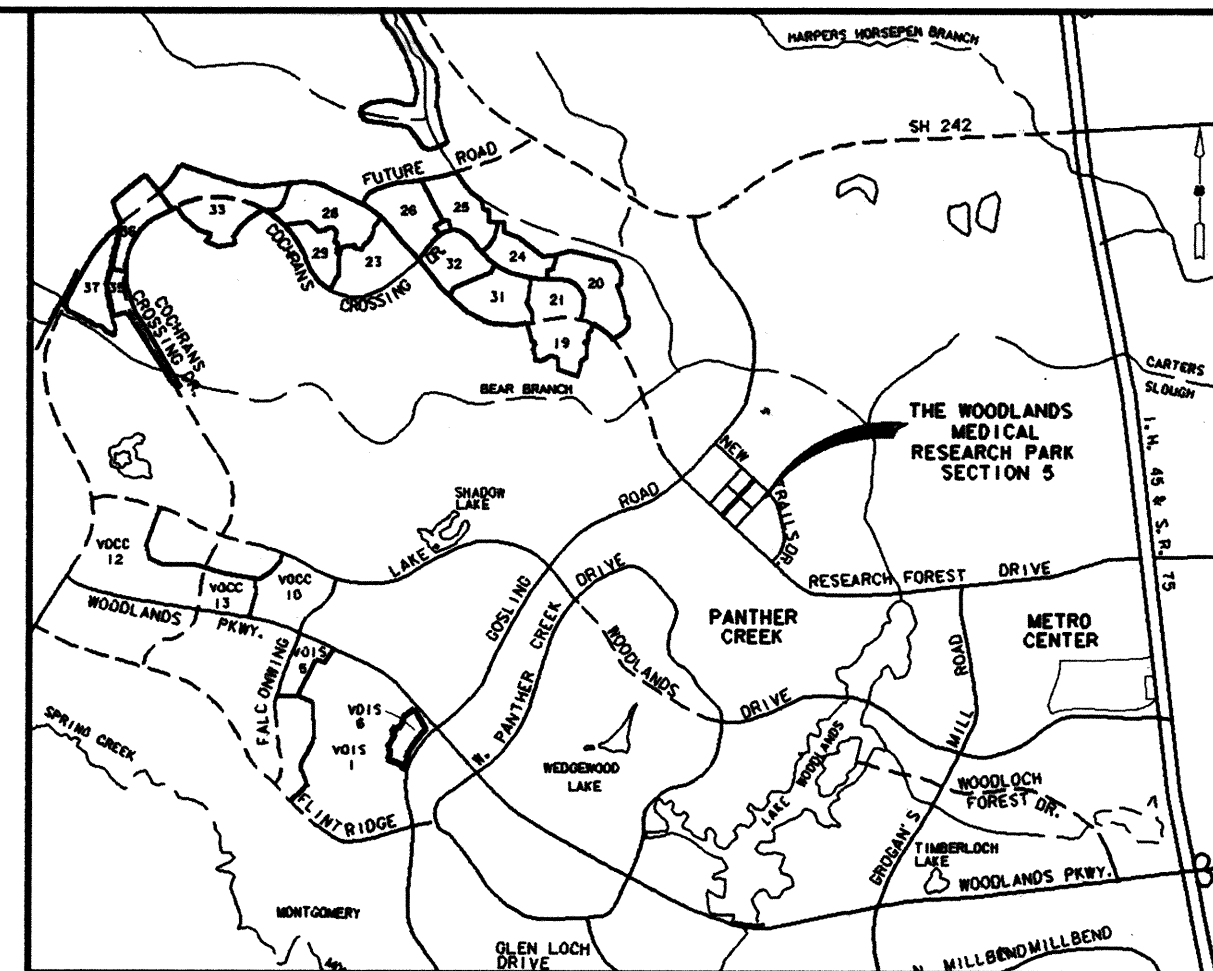 HARPERS HORSEPEN BRANCH
SH 242
FUTURE ROAD
33
28
26
25
36
COCHRANS
CROSSING
DR.
29
23
32
24
20
37
35
31
21
19
COCHRANS
CROSSING DR.
BEAR BRANCH
CARTERS
SLOUGH
THE WOODLANDS
MEDICAL
RESEARCH PARK
SECTION 5
NEW TRAILS DR.
I. H. 45 & S. R. 75
SHADOW
LAKE
GOSLING ROAD
LAKE WOODLANDS DRIVE
VOCC
12
VOCC
13
VOCC
10
WOODLANDS PKWY.
RESEARCH FOREST DRIVE
PANTHER
CREEK
METRO
CENTER
W. PANTHER CREEK DRIVE
FALCONWING
VOIS
6
VOIS
1
FLINTRIDGE
SPRING CREEK
WEDGEWOOD
LAKE
LAKE WOODLANDS
GROGAN'S MILL ROAD
WOODLOCH
FOREST DR.
TIMBERLOCH
LAKE
WOODLANDS PKWY.
MONTGOMERY
GLEN LOCH
DRIVE
N. MILLBEND MILLBEND